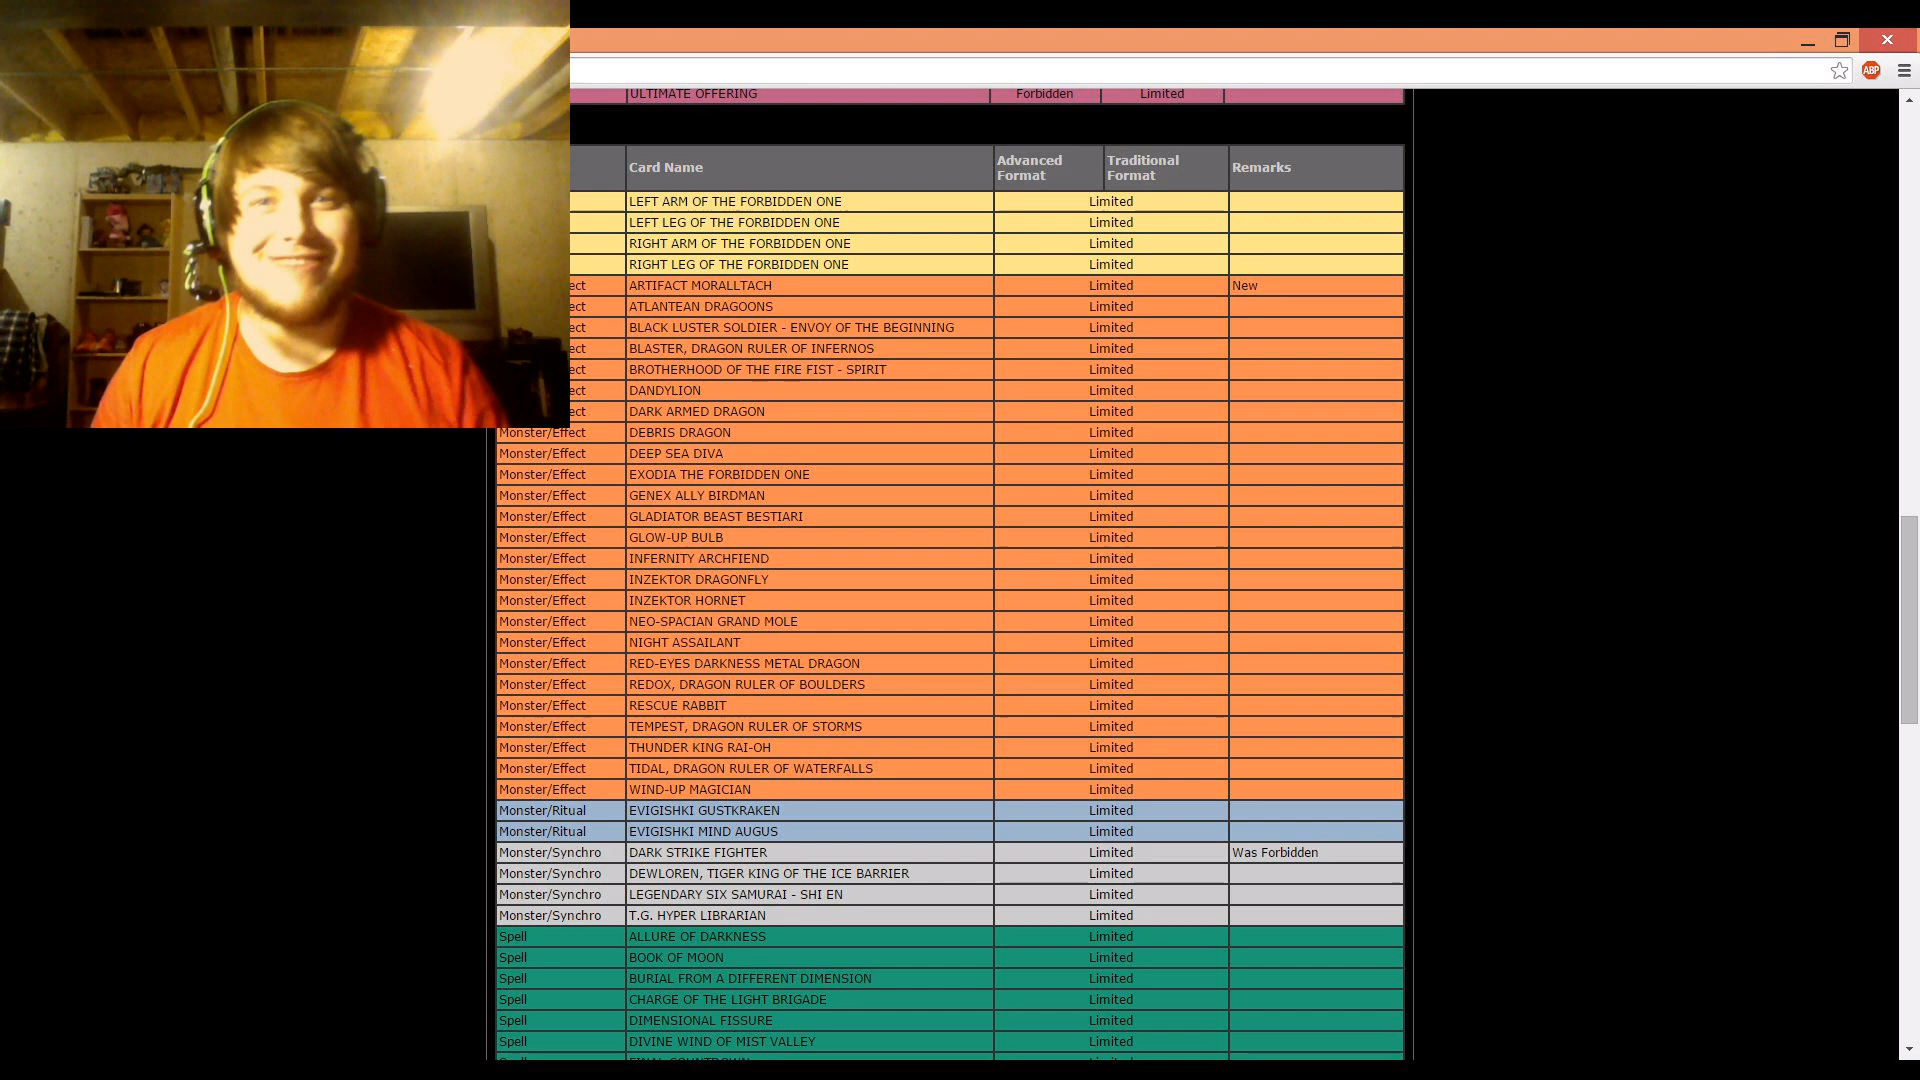 ABP
ULTIMATE OFFERING Forbidden Limited
Card Name Advanced Format Traditional Format Remarks
LEFT ARM OF THE FORBIDDEN ONE Limited
LEFT LEG OF THE FORBIDDEN ONE Limited
RIGHT ARM OF THE FORBIDDEN ONE Limited
RIGHT LEG OF THE FORBIDDEN ONE Limited
ect ARTIFACT MORALLTACH Limited New
ect ATLANTEAN DRAGOONS Limited
ect BLACK LUSTER SOLDIER - ENVOY OF THE BEGINNING Limited
ect BLASTER, DRAGON RULER OF INFERNOS Limited
ect BROTHERHOOD OF THE FIRE FIST - SPIRIT Limited
ect DANDYLION Limited
ect DARK ARMED DRAGON Limited
Monster/Effect DEBRIS DRAGON Limited
Monster/Effect DEEP SEA DIVA Limited
Monster/Effect EXODIA THE FORBIDDEN ONE Limited
Monster/Effect GENEX ALLY BIRDMAN Limited
Monster/Effect GLADIATOR BEAST BESTIARI Limited
Monster/Effect GLOW-UP BULB Limited
Monster/Effect INFERNITY ARCHFIEND Limited
Monster/Effect INZEKTOR DRAGONFLY Limited
Monster/Effect INZEKTOR HORNET Limited
Monster/Effect NEO-SPACIAN GRAND MOLE Limited
Monster/Effect NIGHT ASSAILANT Limited
Monster/Effect RED-EYES DARKNESS METAL DRAGON Limited
Monster/Effect REDOX, DRAGON RULER OF BOULDERS Limited
Monster/Effect RESCUE RABBIT Limited
Monster/Effect TEMPEST, DRAGON RULER OF STORMS Limited
Monster/Effect THUNDER KING RAI-OH Limited
Monster/Effect TIDAL, DRAGON RULER OF WATERFALLS Limited
Monster/Effect WIND-UP MAGICIAN Limited
Monster/Ritual EVIGISHKI GUSTKRAKEN Limited
Monster/Ritual EVIGISHKI MIND AUGUS Limited
Monster/Synchro DARK STRIKE FIGHTER Limited Was Forbidden
Monster/Synchro DEWLOREN, TIGER KING OF THE ICE BARRIER Limited
Monster/Synchro LEGENDARY SIX SAMURAI - SHI EN Limited
Monster/Synchro T.G. HYPER LIBRARIAN Limited
Spell ALLURE OF DARKNESS Limited
Spell BOOK OF MOON Limited
Spell BURIAL FROM A DIFFERENT DIMENSION Limited
Spell CHARGE OF THE LIGHT BRIGADE Limited
Spell DIMENSIONAL FISSURE Limited
Spell DIVINE WIND OF MIST VALLEY Limited